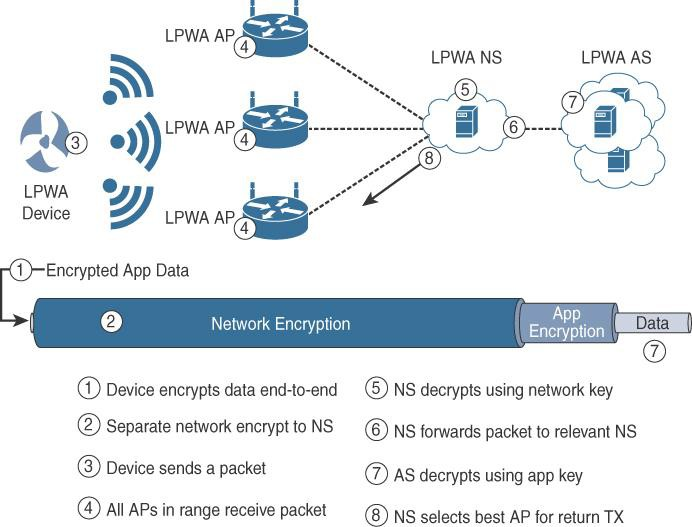 LPWA AP
4
LPWA NS
LPWA AS
5
7
LPWA AP
4
6
3
8
LPWA
Device
LPWA AP
4
1 Encrypted App Data
2
Network Encryption
App
Encryption
Data
7
1 Device encrypts data end-to-end
2 Separate network encrypt to NS
3 Device sends a packet
4 All APs in range receive packet
5 NS decrypts using network key
6 NS forwards packet to relevant NS
7 AS decrypts using app key
8 NS selects best AP for return TX